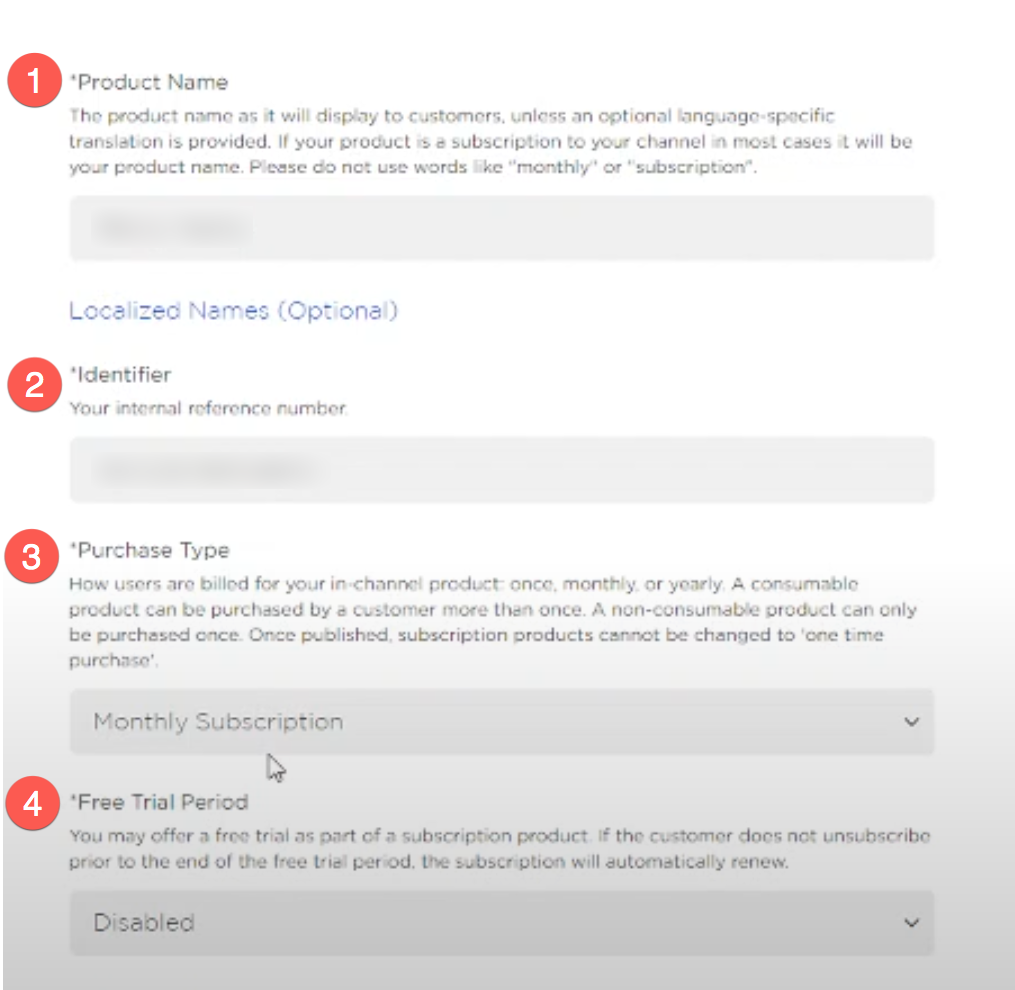 1 *Product Name
The product name as it will display to customers, unless an optional language-specific
translation is provided. If your product is a subscription to your channel in most cases it will be
your product name. Please do not use words like "monthly" or "subscription".
Localized Names (Optional)
2 *Identifier
Your internal reference number.
3 *Purchase Type
How users are billed for your in-channel product: once, monthly, or yearly. A consumable
product can be purchased by a customer more than once. A non-consumable product can only
be purchased once. Once published, subscription products cannot be changed to 'one time
purchase'.
Monthly Subscription
4 *Free Trial Period
You may offer a free trial as part of a subscription product. If the customer does not unsubscribe
prior to the end of the free trial period, the subscription will automatically renew.
Disabled